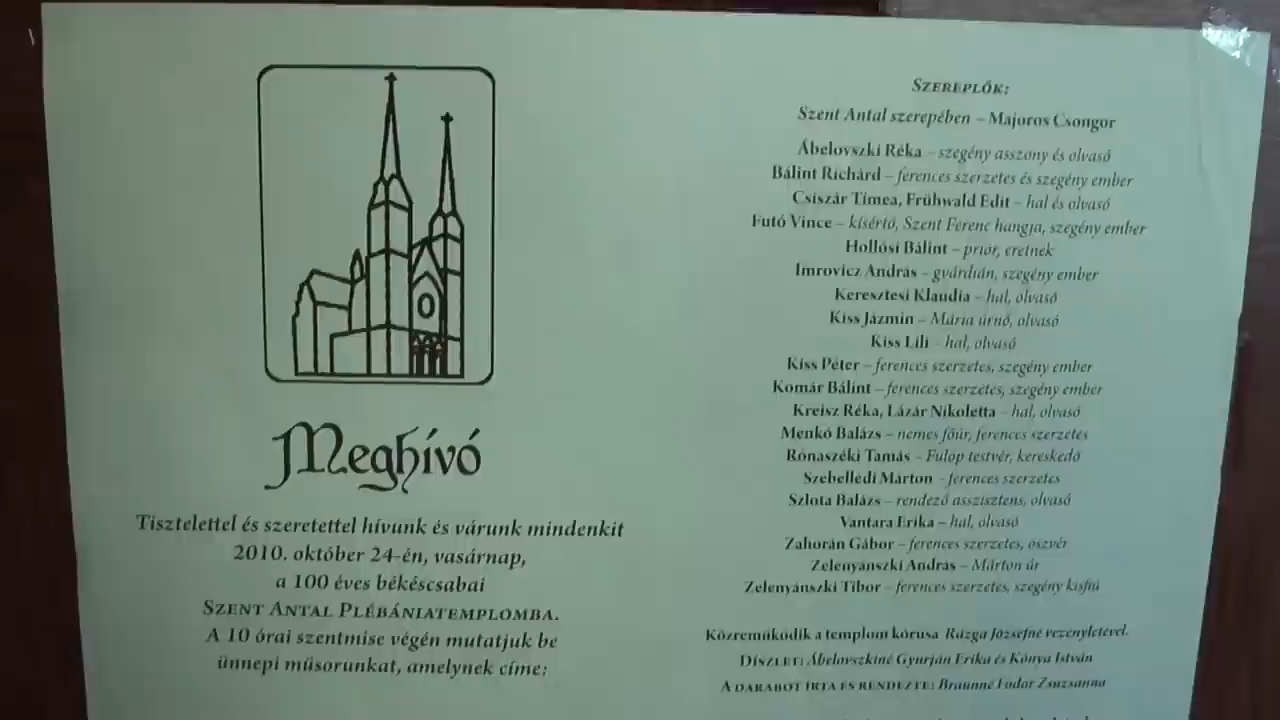 Meghívó
Tisztelettel és szeretettel hívunk és várunk mindenkit
2010. október 24-én, vasárnap,
a 100 éves békéscsabai
SZENT ANTAL PLÉBÁNIATEMPLOMBA.
A 10 órai szentmise végén mutatjuk be
ünnepi műsorunkat, amelynek címe:
SZEREPLŐK:
Szent Antal szerepében – Majoros Csongor
Ábelovszki Réka – szegény asszony és olvasó
Bálint Richárd – ferences szerzetes és szegény ember
Csiszár Tímea, Frühwald Edit – hal és olvasó
Futó Vince – kísértő, Szent Ferenc hangja, szegény ember
Hollósi Bálint – prior, eretnek
Imrovicz András – gvárdián, szegény ember
Keresztesi Klaudia – hal, olvasó
Kiss Jázmin – Mária úrnő, olvasó
Kiss Lili – hal, olvasó
Kiss Péter – ferences szerzetes, szegény ember
Komár Bálint – ferences szerzetes, szegény ember
Kreisz Réka, Lázár Nikoletta – hal, olvasó
Menkó Balázs – nemes főúr, ferences szerzetes
Rónaszéki Tamás – Fülöp testvér, kereskedő
Szebellédi Márton – ferences szerzetes
Szlota Balázs – rendező asszisztens, olvasó
Vantara Erika – hal, olvasó
Zahorán Gábor – ferences szerzetes, öszvér
Zelenyánszki András – Márton úr
Zelenyánszki Tibor – ferences szerzetes, szegény kisfiú
Közreműködik a templom kórusa Rázga Józsefné vezényletével.
DÍSZLET: Ábelovszkiné Gyurján Erika és Kónya István
A DARABOT ÍRTA ÉS RENDEZTE: Braunné Fodor Zsuzsanna